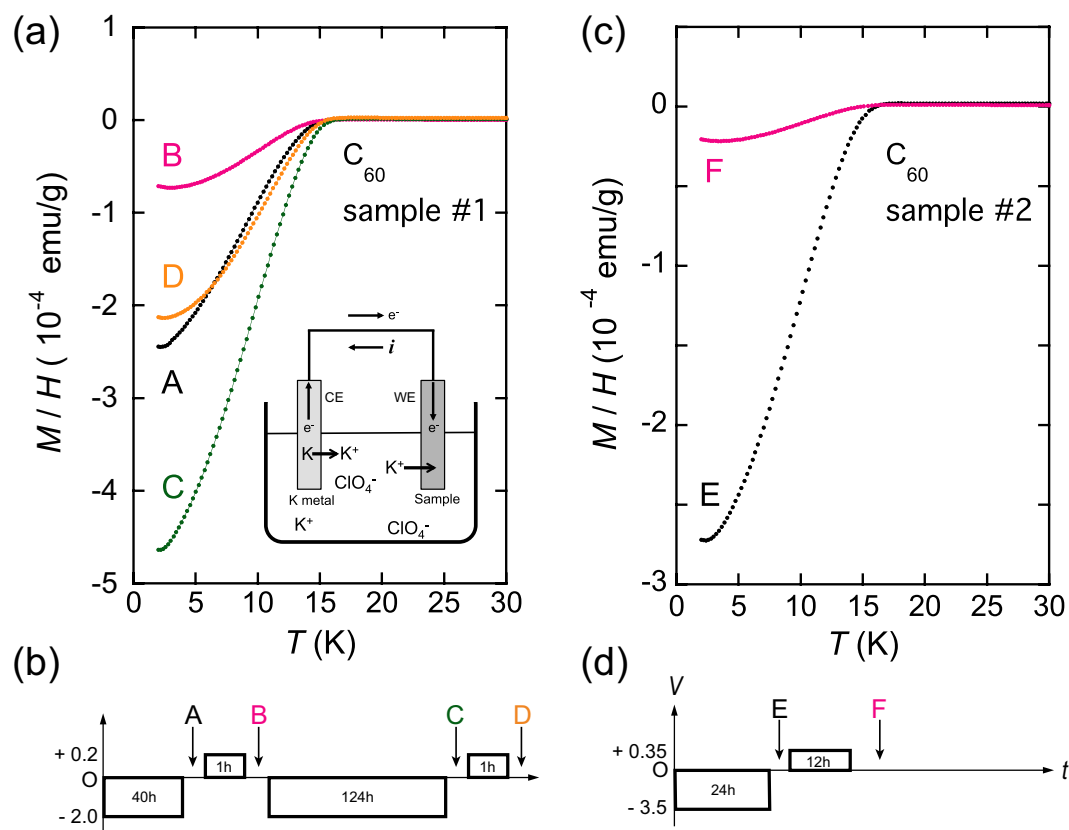 (a)
1
0
-1
-2
-3
-4
-5
M / H ( 10⁻⁴ emu/g)
B
D
A
C
C₆₀
sample #1
e⁻
i
CE
WE
e⁻
e⁻
K
K⁺
K⁺
ClO₄⁻
K metal
Sample
K⁺
ClO₄⁻
0 5 10 15 20 25 30
T (K)
(c)
0
-1
-2
-3
M / H (10⁻⁴ emu/g)
F
E
C₆₀
sample #2
0 5 10 15 20 25 30
T (K)
(b)
A B C D
+ 0.2
O
- 2.0
40h
1h
124h
1h
(d)
V
E F
+ 0.35
O
- 3.5
24h
12h
t